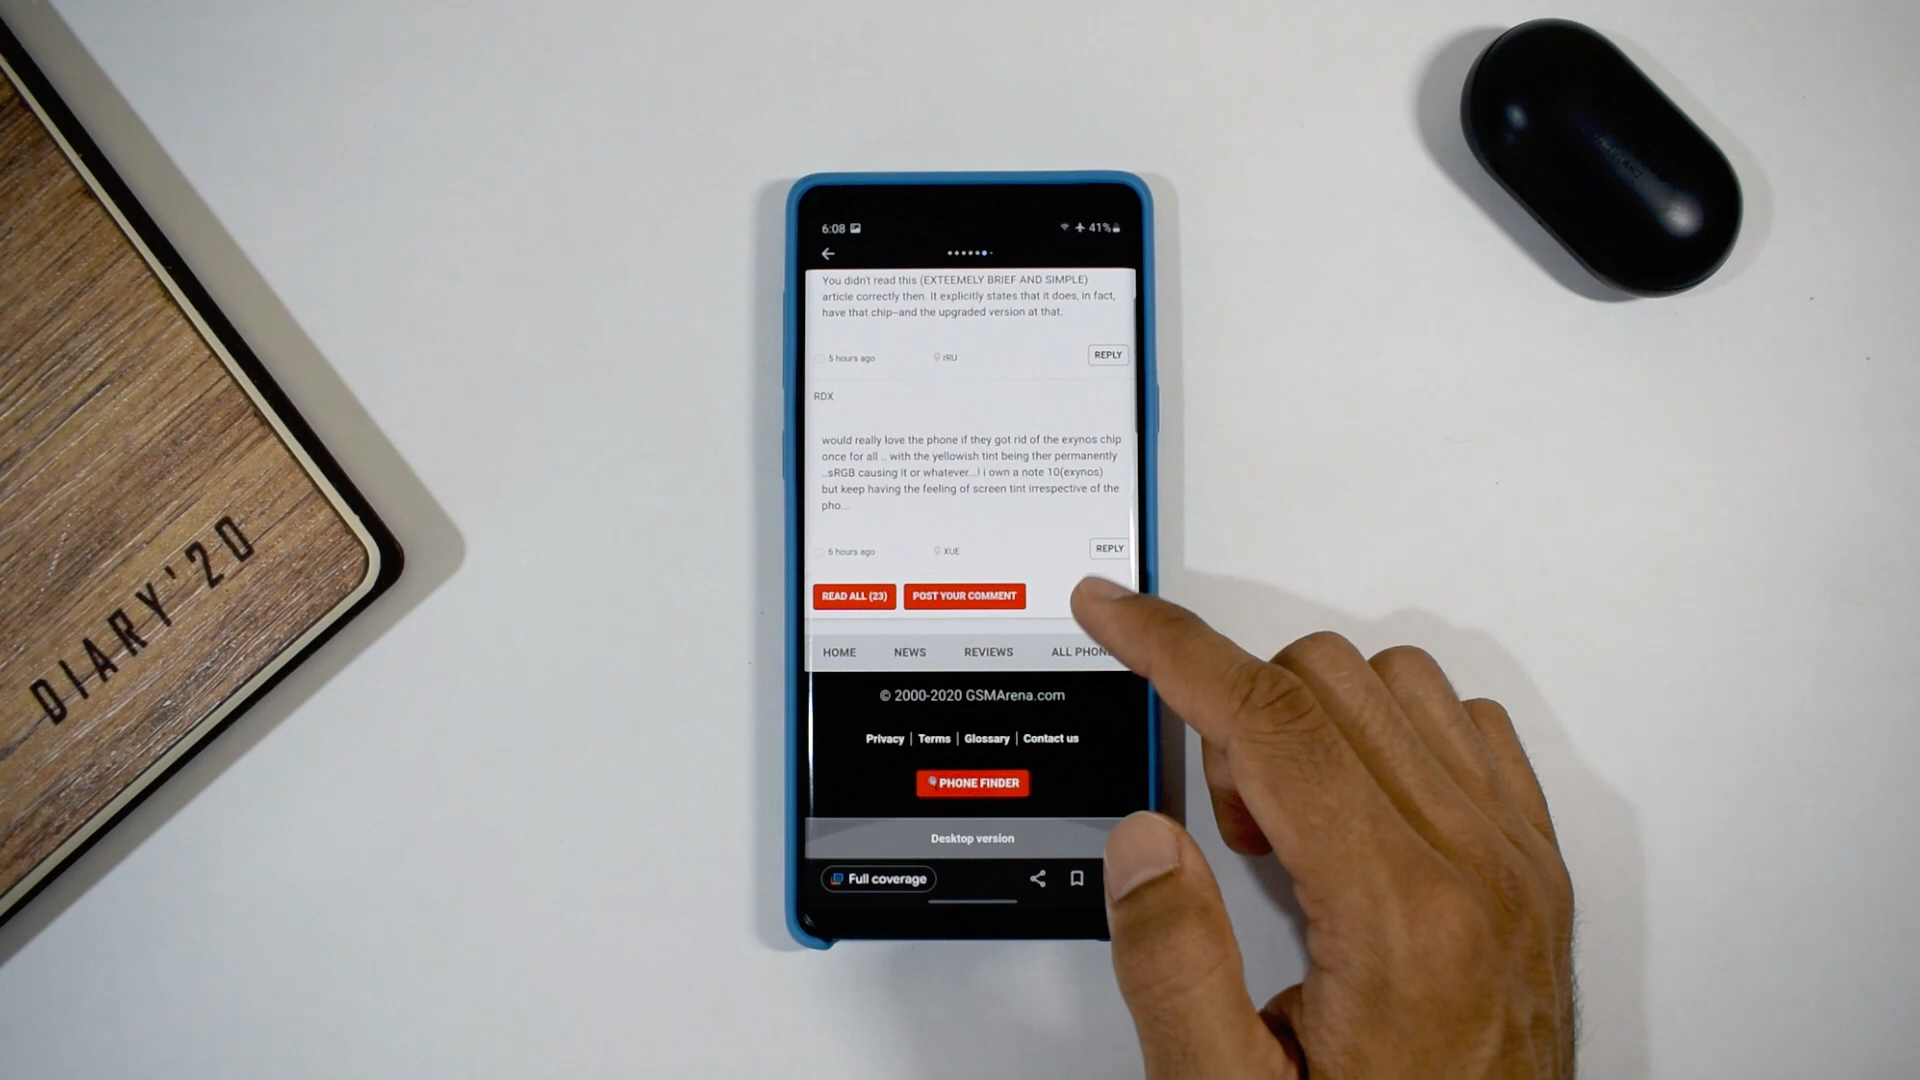 DIARY'20
6:08
41%
You didn't read this (EXTEEMELY BRIEF AND SIMPLE)
article correctly then. It explicitly states that it does, in fact,
have that chip--and the upgraded version at that.
5 hours ago
rRU
REPLY
RDX
would really love the phone if they got rid of the exynos chip
once for all .. with the yellowish tint being ther permanently
..sRGB causing it or whatever...! i own a note 10(exynos)
but keep having the feeling of screen tint irrespective of the
pho...
6 hours ago
XUE
REPLY
READ ALL (23)
POST YOUR COMMENT
HOME NEWS REVIEWS ALL PHON
© 2000-2020 GSMArena.com
Privacy | Terms | Glossary | Contact us
PHONE FINDER
Desktop version
Full coverage